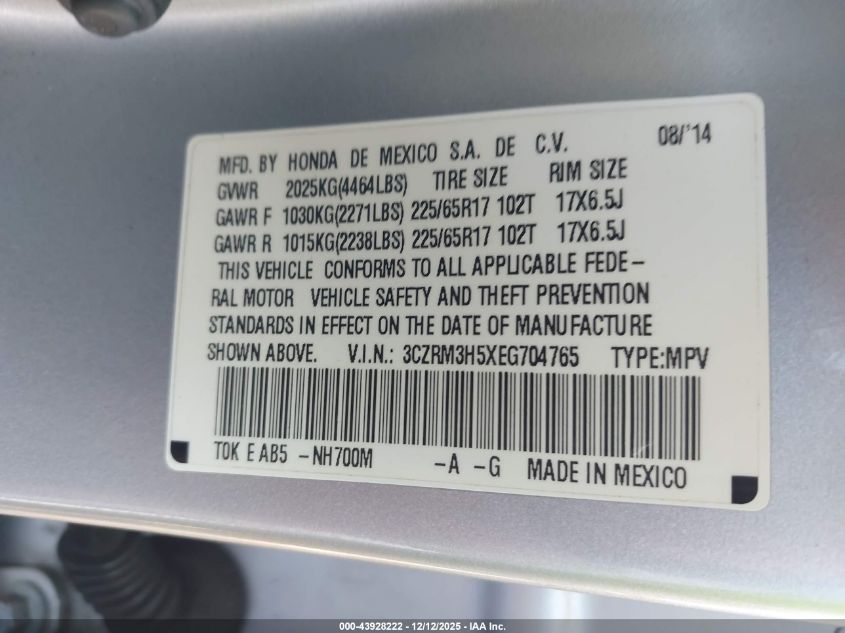 MFD. BY HONDA DE MEXICO S.A. DE C.V. 08/'14
GVWR 2025KG(4464LBS) TIRE SIZE RIM SIZE
GAWR F 1030KG(2271LBS) 225/65R17 102T 17X6.5J
GAWR R 1015KG(2238LBS) 225/65R17 102T 17X6.5J
THIS VEHICLE CONFORMS TO ALL APPLICABLE FEDE-
RAL MOTOR VEHICLE SAFETY AND THEFT PREVENTION
STANDARDS IN EFFECT ON THE DATE OF MANUFACTURE
SHOWN ABOVE. V.I.N.: 3CZRM3H5XEG704765 TYPE:MPV
T0K E AB5 -NH700M -A -G MADE IN MEXICO
000-43928222 - 12/12/2025 - IAA Inc.